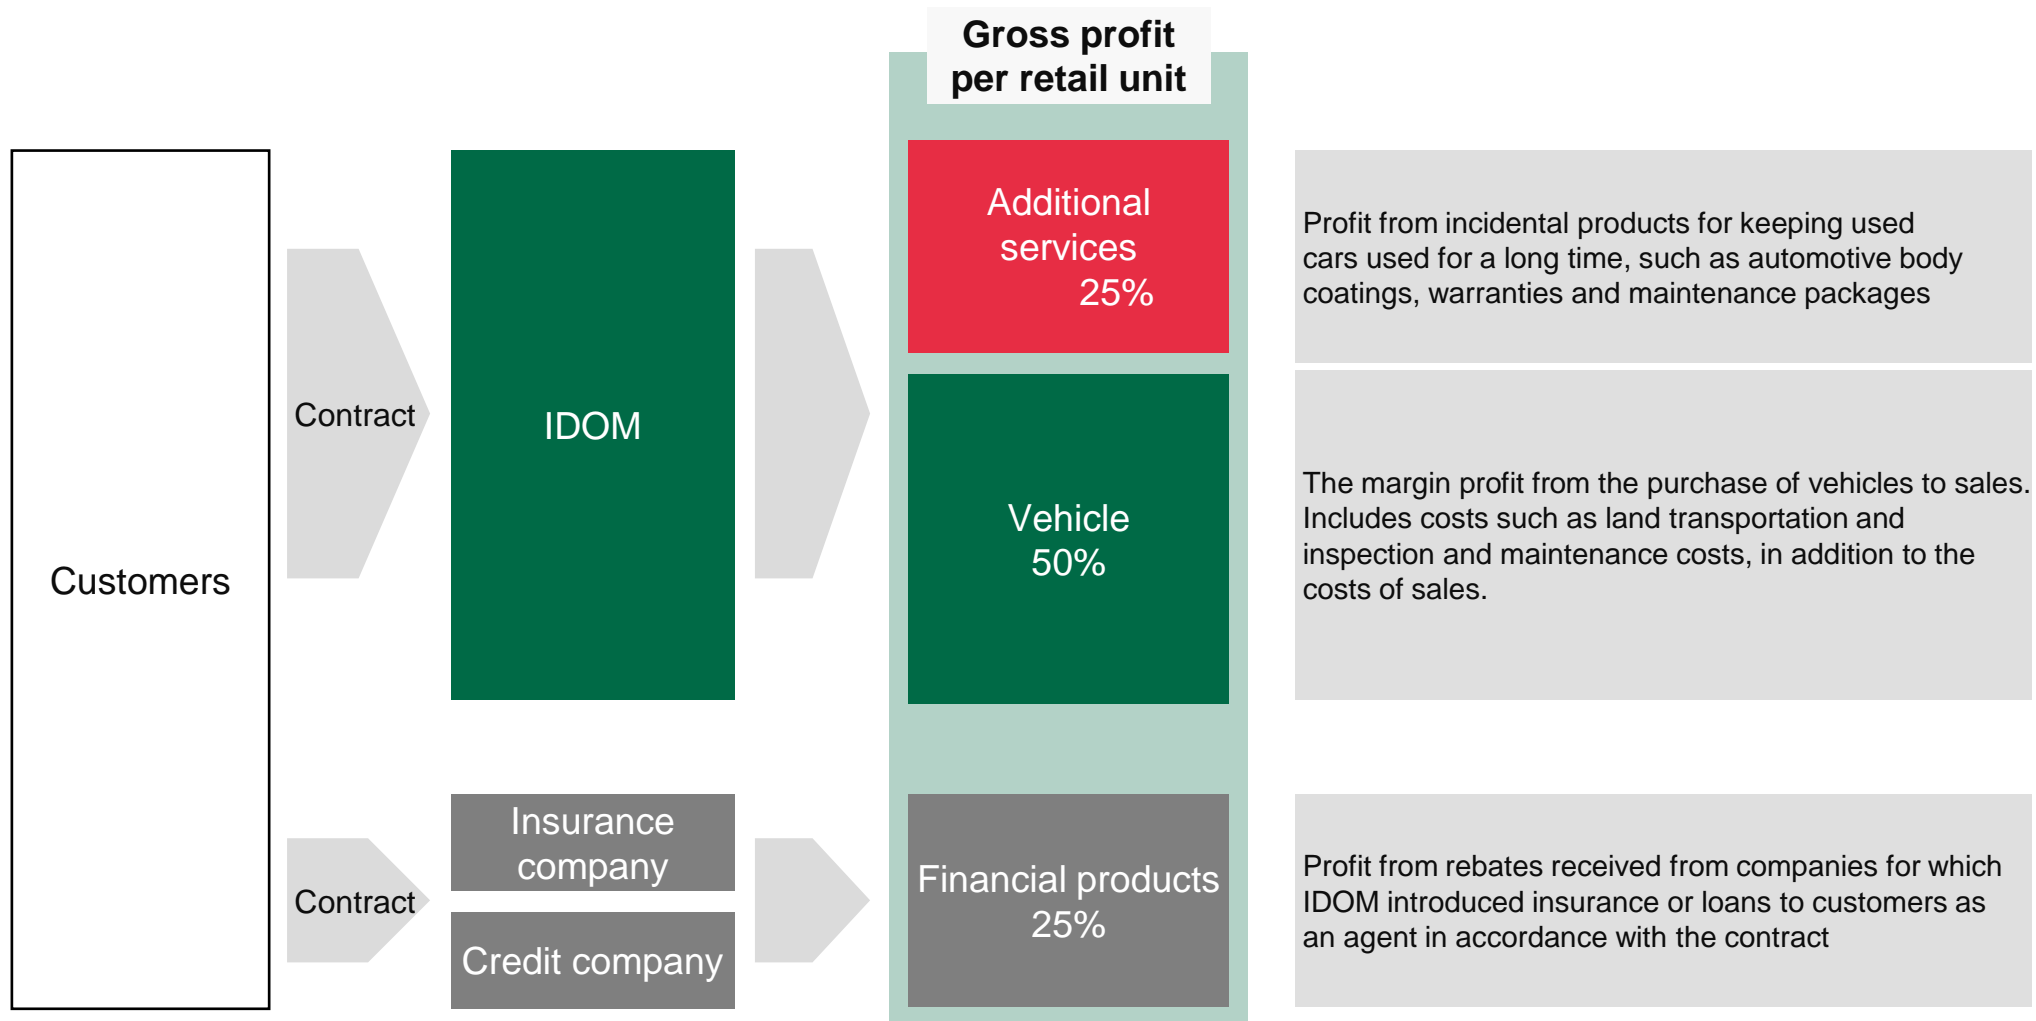 Gross profit
per retail unit
Customers
Contract
IDOM
Additional
services
25%
Profit from incidental products for keeping used
cars used for a long time, such as automotive body
coatings, warranties and maintenance packages
Vehicle
50%
The margin profit from the purchase of vehicles to sales.
Includes costs such as land transportation and
inspection and maintenance costs, in addition to the
costs of sales.
Contract
Insurance
company
Credit company
Financial products
25%
Profit from rebates received from companies for which
IDOM introduced insurance or loans to customers as
an agent in accordance with the contract